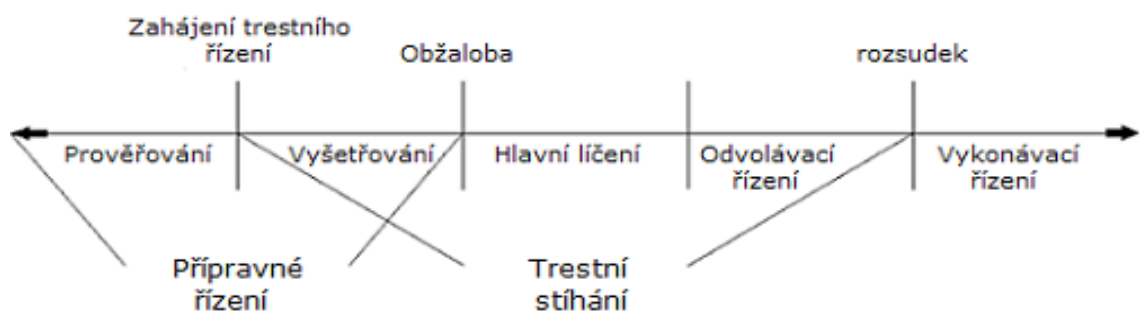 Zahájení trestního
řízení
Obžaloba
rozsudek
Prověřování
Vyšetřování
Hlavní líčení
Odvolávací
řízení
Vykonávací
řízení
Přípravné
řízení
Trestní
stíhání